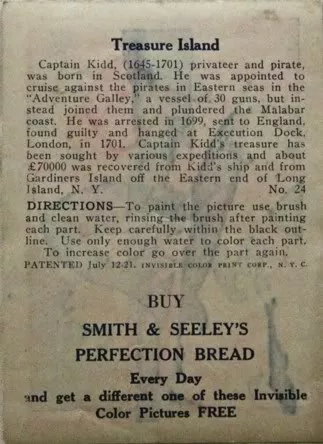 Treasure Island
Captain Kidd, (1645-1701) privateer and pirate,
was born in Scotland. He was appointed to
cruise against the pirates in Eastern seas in the
"Adventure Galley," a vessel of 30 guns, but in-
stead joined them and plundered the Malabar
coast. He was arrested in 1699, sent to England,
found guilty and hanged at Execution Dock,
London, in 1701. Captain Kidd's treasure has
been sought by various expeditions and about
£70000 was recovered from Kidd's ship and from
Gardiners Island off the Eastern end of Long
Island, N. Y. No. 24
DIRECTIONS—To paint the picture use brush
and clean water, rinsing the brush after painting
each part. Keep carefully within the black out-
line. Use only enough water to color each part.
To increase color go over the part again.
PATENTED July 12-21. INVISIBLE COLOR PRINT CORP., N. Y. C.
BUY
SMITH & SEELEY'S
PERFECTION BREAD
Every Day
and get a different one of these Invisible
Color Pictures FREE